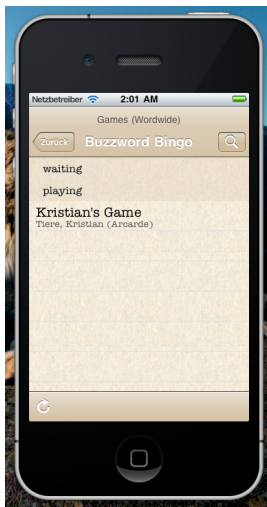 Netzbetreiber 2:01 AM
Games (Wordwide)
Zurück Buzzword Bingo
waiting
playing
Kristian's Game
Tiere, Kristian (Arcarde)